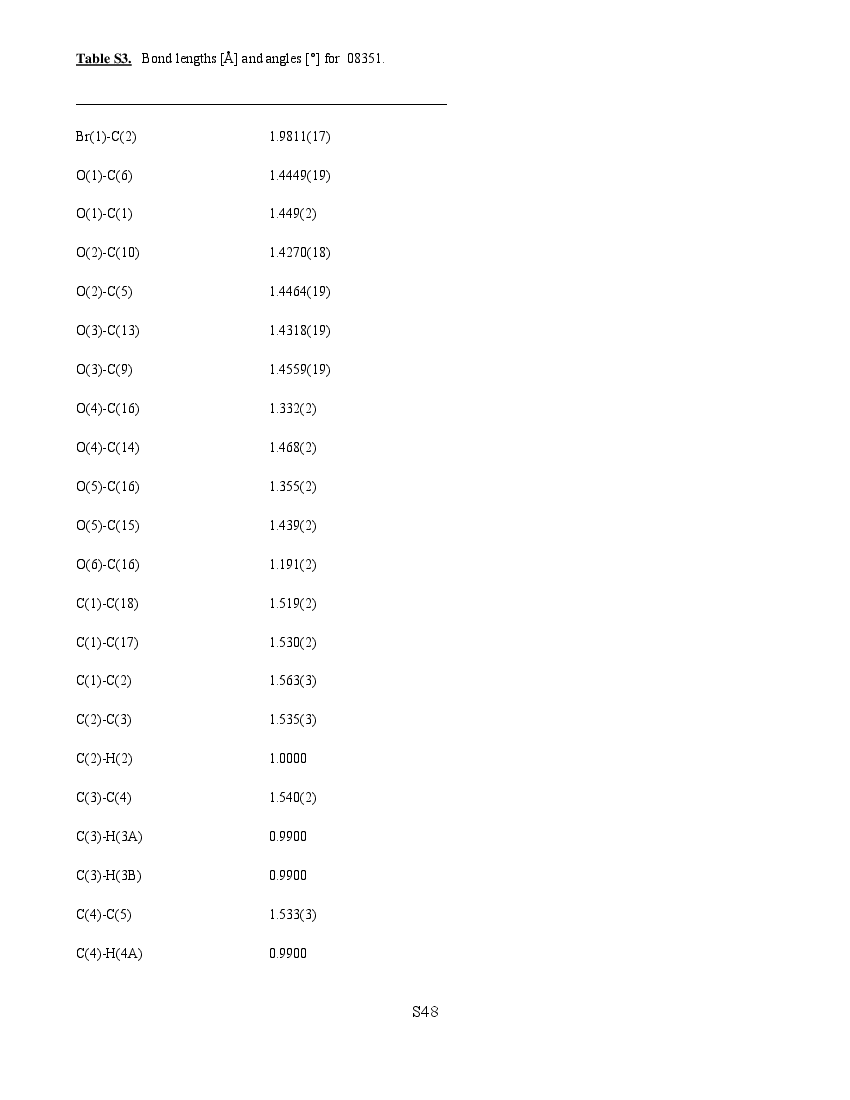 Table S3. Bond lengths [Å] and angles [°] for 08351.
Br(1)-C(2) 1.9811(17)
O(1)-C(6) 1.4449(19)
O(1)-C(1) 1.449(2)
O(2)-C(10) 1.4270(18)
O(2)-C(5) 1.4464(19)
O(3)-C(13) 1.4318(19)
O(3)-C(9) 1.4559(19)
O(4)-C(16) 1.332(2)
O(4)-C(14) 1.468(2)
O(5)-C(16) 1.355(2)
O(5)-C(15) 1.439(2)
O(6)-C(16) 1.191(2)
C(1)-C(18) 1.519(2)
C(1)-C(17) 1.530(2)
C(1)-C(2) 1.563(3)
C(2)-C(3) 1.535(3)
C(2)-H(2) 1.0000
C(3)-C(4) 1.540(2)
C(3)-H(3A) 0.9900
C(3)-H(3B) 0.9900
C(4)-C(5) 1.533(3)
C(4)-H(4A) 0.9900
S48